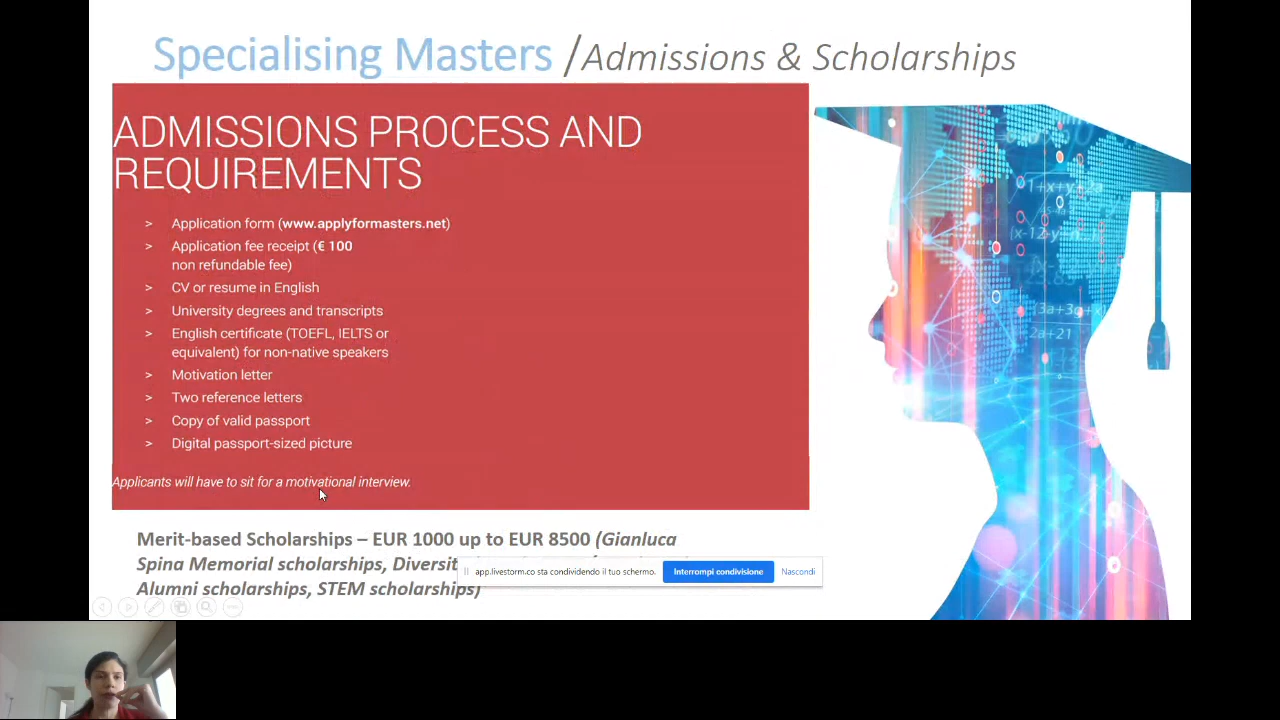 Specialising Masters /Admissions & Scholarships
ADMISSIONS PROCESS AND
REQUIREMENTS
> Application form (www.applyformasters.net)
> Application fee receipt (€ 100
non refundable fee)
> CV or resume in English
> University degrees and transcripts
> English certificate (TOEFL, IELTS or
equivalent) for non-native speakers
> Motivation letter
> Two reference letters
> Copy of valid passport
> Digital passport-sized picture
Applicants will have to sit for a motivational interview.
Merit-based Scholarships – EUR 1000 up to EUR 8500 (Gianluca
Spina Memorial scholarships,
Alumni scholarships, STEM scholarships)
app.livestorm.co sta condividendo il tuo schermo.
Interrompi condivisione
Nascondi
1+x+y+2a
2a+21